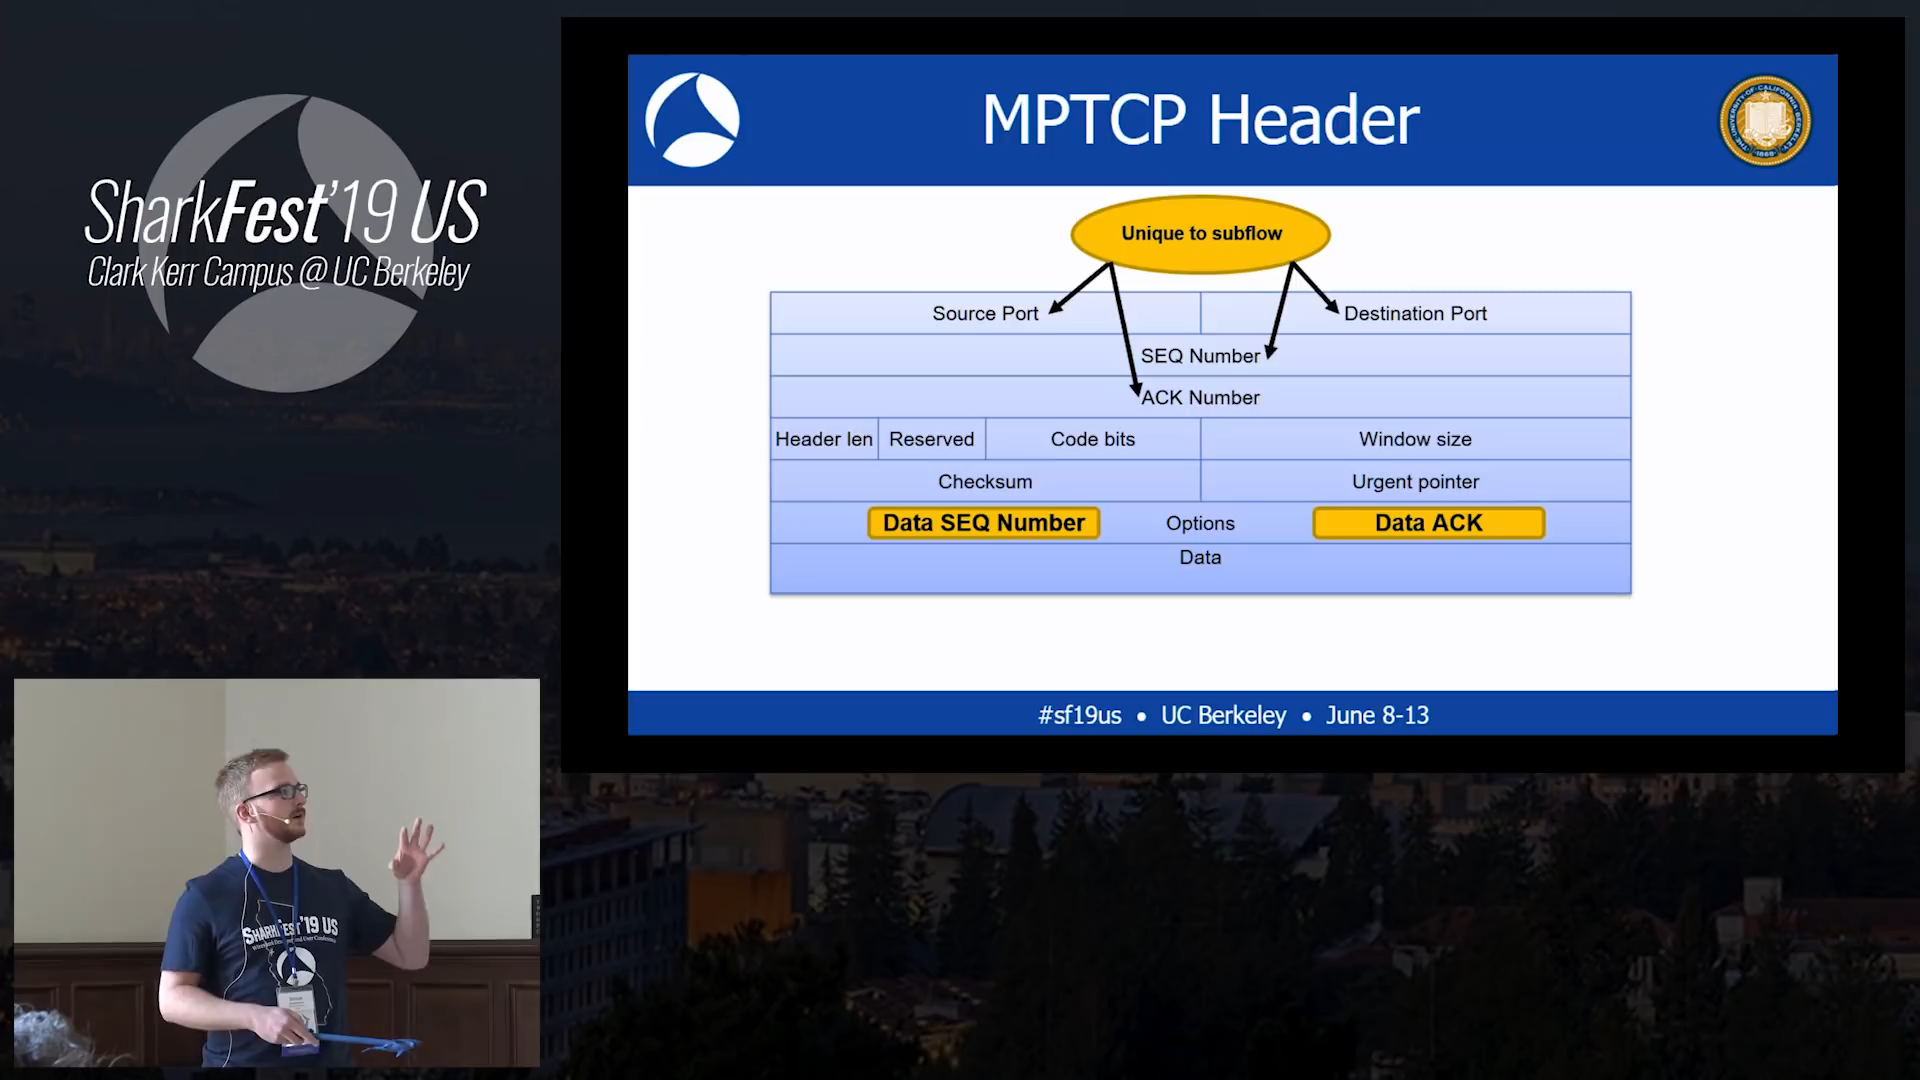 SharkFest'19 US
Clark Kerr Campus @ UC Berkeley
MPTCP Header
Unique to subflow
Source Port
Destination Port
SEQ Number
ACK Number
Header len
Reserved
Code bits
Window size
Checksum
Urgent pointer
Data SEQ Number
Options
Data ACK
Data
#sf19us • UC Berkeley • June 8-13
SHARKFEST'19 US